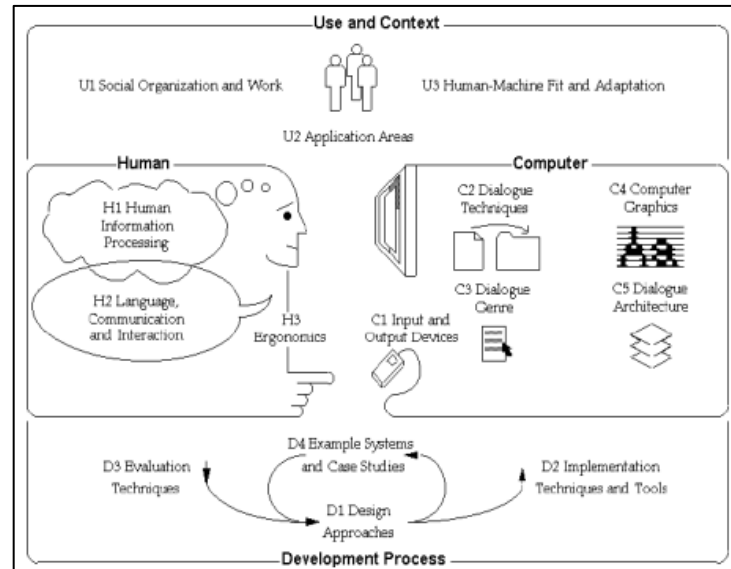 Use and Context
U1 Social Organization and Work
U3 Human-Machine Fit and Adaptation
U2 Application Areas
Human
H1 Human
Information
Processing
H2 Language,
Communication
and Interaction
H3
Ergonomics
Computer
C2 Dialogue
Techniques
C4 Computer
Graphics
C3 Dialogue
Genre
C5 Dialogue
Architecture
C1 Input and
Output Devices
D3 Evaluation
Techniques
D4 Example Systems
and Case Studies
D2 Implementation
Techniques and Tools
D1 Design
Approaches
Development Process